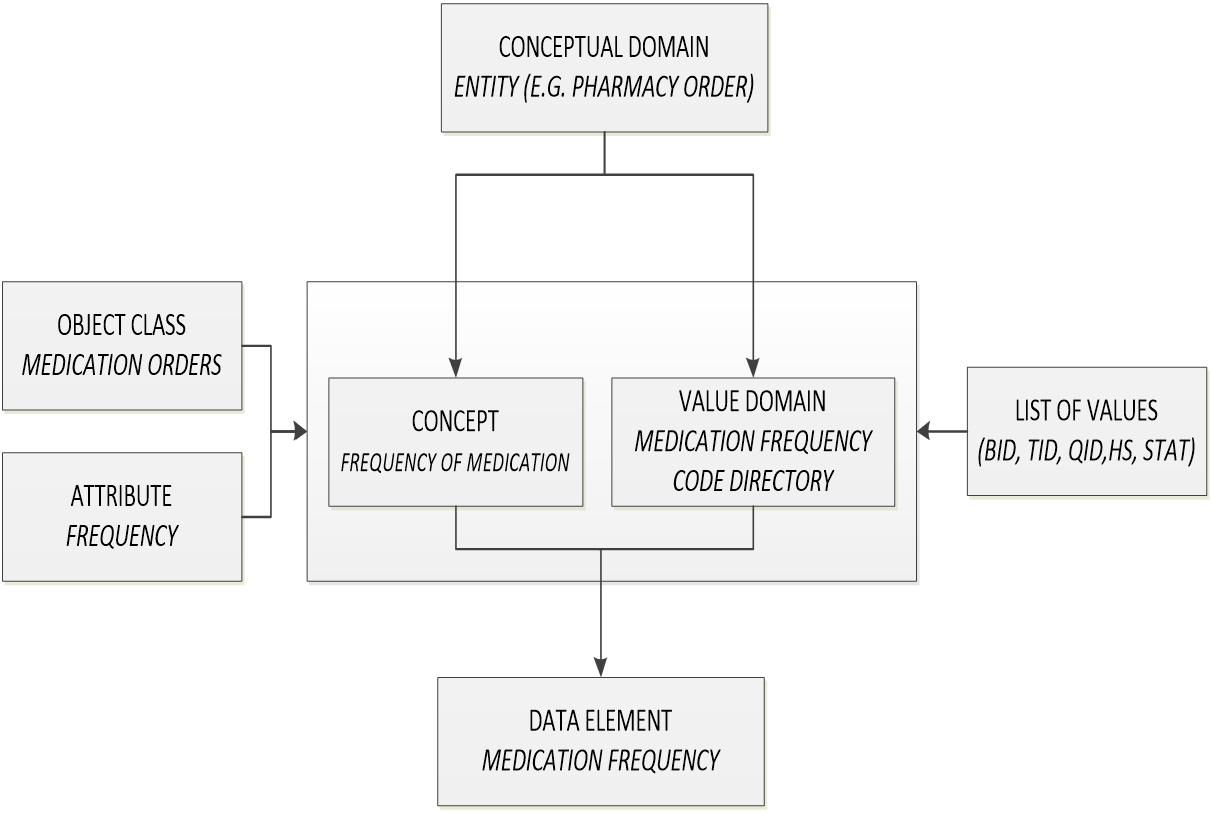 CONCEPTUAL DOMAIN
ENTITY (E.G. PHARMACY ORDER)
OBJECT CLASS
MEDICATION ORDERS
ATTRIBUTE
FREQUENCY
CONCEPT
FREQUENCY OF MEDICATION
VALUE DOMAIN
MEDICATION FREQUENCY
CODE DIRECTORY
LIST OF VALUES
(BID, TID, QID,HS, STAT)
DATA ELEMENT
MEDICATION FREQUENCY